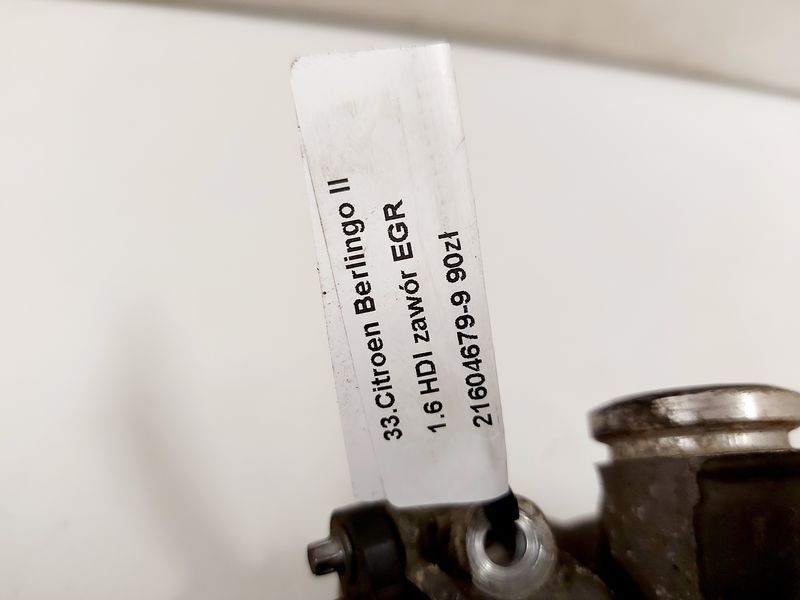 33.Citroen Berlingo II
1.6 HDI zawór EGR
21604679-9 90zł